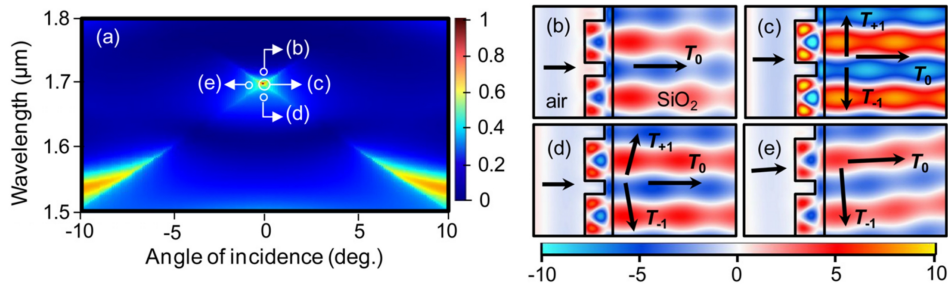 (a)
(b)
(e)
(c)
(d)
Wavelength (μm)
1.8
1.7
1.6
1.5
-10
-5
0
5
10
Angle of incidence (deg.)
1
0.8
0.6
0.4
0.2
0
(b)
T0
air
SiO2
(c)
T+1
T0
T-1
(d)
T+1
T0
T-1
(e)
T0
T-1
-10
-5
0
5
10